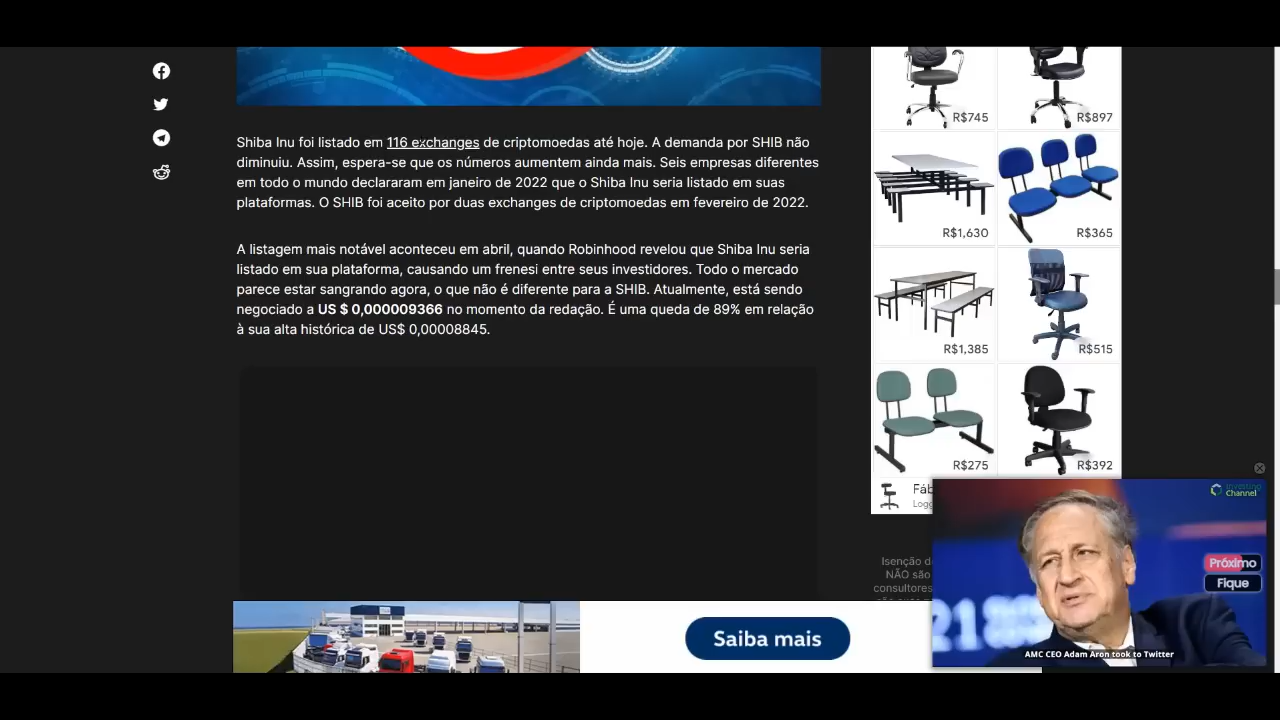 Shiba Inu foi listado em 116 exchanges de criptomoedas até hoje. A demanda por SHIB não
diminuiu. Assim, espera-se que os números aumentem ainda mais. Seis empresas diferentes
em todo o mundo declararam em janeiro de 2022 que o Shiba Inu seria listado em suas
plataformas. O SHIB foi aceito por duas exchanges de criptomoedas em fevereiro de 2022.
A listagem mais notável aconteceu em abril, quando Robinhood revelou que Shiba Inu seria
listado em sua plataforma, causando um frenesi entre seus investidores. Todo o mercado
parece estar sangrando agora, o que não é diferente para a SHIB. Atualmente, está sendo
negociado a US $ 0,000009366 no momento da redação. É uma queda de 89% em relação
à sua alta histórica de US$ 0,00008845.
R$745
R$897
R$1,630
R$365
R$1,385
R$515
R$275
R$392
Fáb
Logg
Isenção d
NÃO são
consultores
Investing
Channel
Próximo
Fique
AMC CEO Adam Aron took to Twitter
Saiba mais